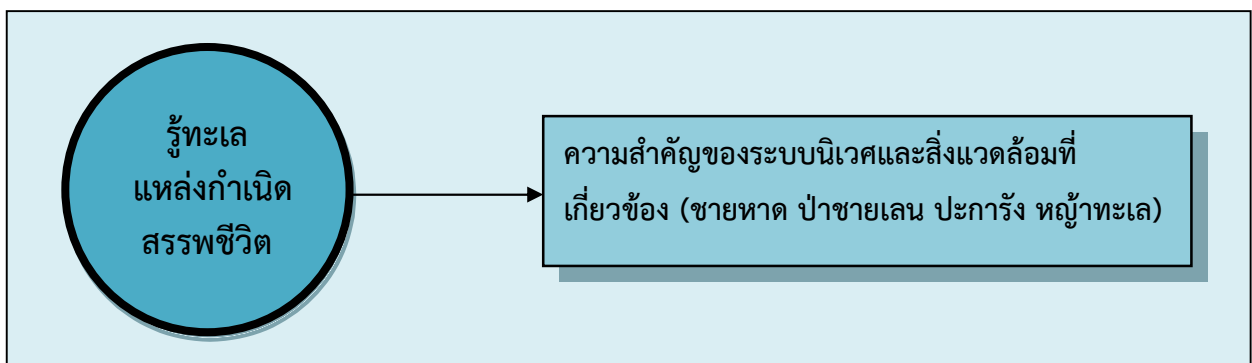 รู้ทะเล
แหล่งกำเนิด
สรรพชีวิต
ความสำคัญของระบบนิเวศและสิ่งแวดล้อมที่
เกี่ยวข้อง (ชายหาด ป่าชายเลน ปะการัง หญ้าทะเล)